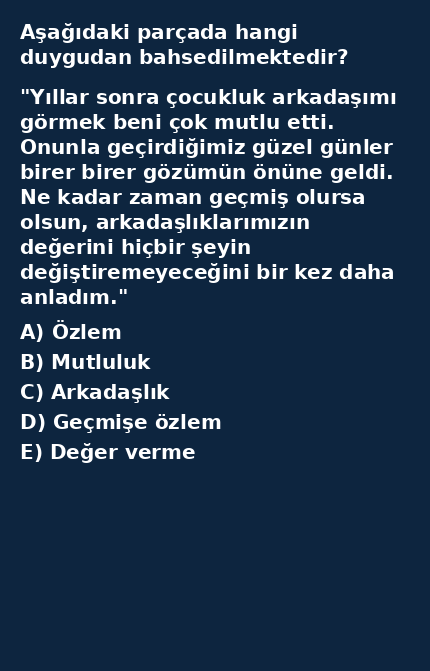 Aşağıdaki parçada hangi
duygudan bahsedilmektedir?
"Yıllar sonra çocukluk arkadaşımı
görmek beni çok mutlu etti.
Onunla geçirdiğimiz güzel günler
birer birer gözümün önüne geldi.
Ne kadar zaman geçmiş olursa
olsun, arkadaşlıklarımızın
değerini hiçbir şeyin
değiştiremeyeceğini bir kez daha
anladım."
A) Özlem
B) Mutluluk
C) Arkadaşlık
D) Geçmişe özlem
E) Değer verme